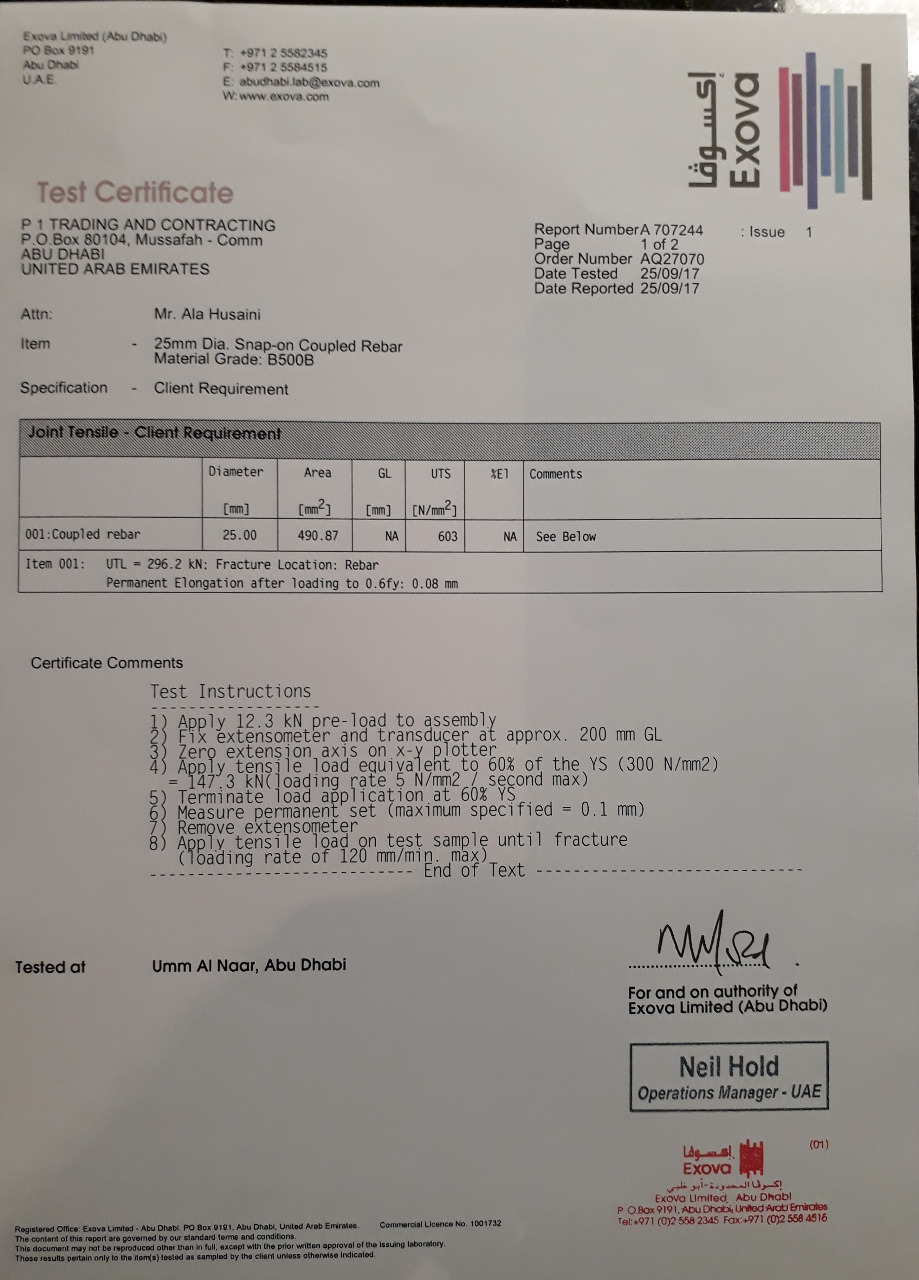 Exova Limited (Abu Dhabi)
PO Box 9191
Abu Dhabi
U.A.E.
T: +971 2 5582345
F: +971 2 5584515
E: abudhabi.lab@exova.com
W: www.exova.com
إكسوفا
Exova
Test Certificate
P 1 TRADING AND CONTRACTING
P.O.Box 80104, Mussafah - Comm
ABU DHABI
UNITED ARAB EMIRATES
Report Number A 707244 : Issue 1
Page 1 of 2
Order Number AQ27070
Date Tested 25/09/17
Date Reported 25/09/17
Attn: Mr. Ala Husaini
Item - 25mm Dia. Snap-on Coupled Rebar
Material Grade: B500B
Specification - Client Requirement
Joint Tensile - Client Requirement
Diameter Area GL UTS %El Comments
[mm] [mm2] [mm] [N/mm2]
001:Coupled rebar 25.00 490.87 NA 603 NA See Below
Item 001: UTL = 296.2 kN; Fracture Location: Rebar
Permanent Elongation after loading to 0.6fy: 0.08 mm
Certificate Comments
Test Instructions
-----------------
1) Apply 12.3 kN pre-load to assembly
2) Fix extensometer and transducer at approx. 200 mm GL
3) Zero extension axis on x-y plotter
4) Apply tensile load equivalent to 60% of the YS (300 N/mm2)
= 147.3 kN(loading rate 5 N/mm2 / second max)
5) Terminate load application at 60% YS
6) Measure permanent set (maximum specified = 0.1 mm)
7) Remove extensometer
8) Apply tensile load on test sample until fracture
(loading rate of 120 mm/min. max)
-------------------------- End of Text --------------------------
Tested at Umm Al Naar, Abu Dhabi
For and on authority of
Exova Limited (Abu Dhabi)
Neil Hold
Operations Manager - UAE
(01)
إكسوفا
Exova
إكسوفا المحدودة-أبو ظبي
Exova Limited, Abu Dhabi
P O.Box 9191, Abu Dhabi, United Arab Emirates
Tel:+971 (0)2 558 2345 Fax:+971 (0)2 558 4516
Registered Office: Exova Limited - Abu Dhabi. PO Box 9191, Abu Dhabi, United Arab Emirates. Commercial Licence No. 1001732
The content of this report are governed by our standard terms and conditions.
This document may not be reproduced other than in full, except with the prior written approval of the issuing laboratory.
These results pertain only to the item(s) tested as sampled by the client unless otherwise indicated.